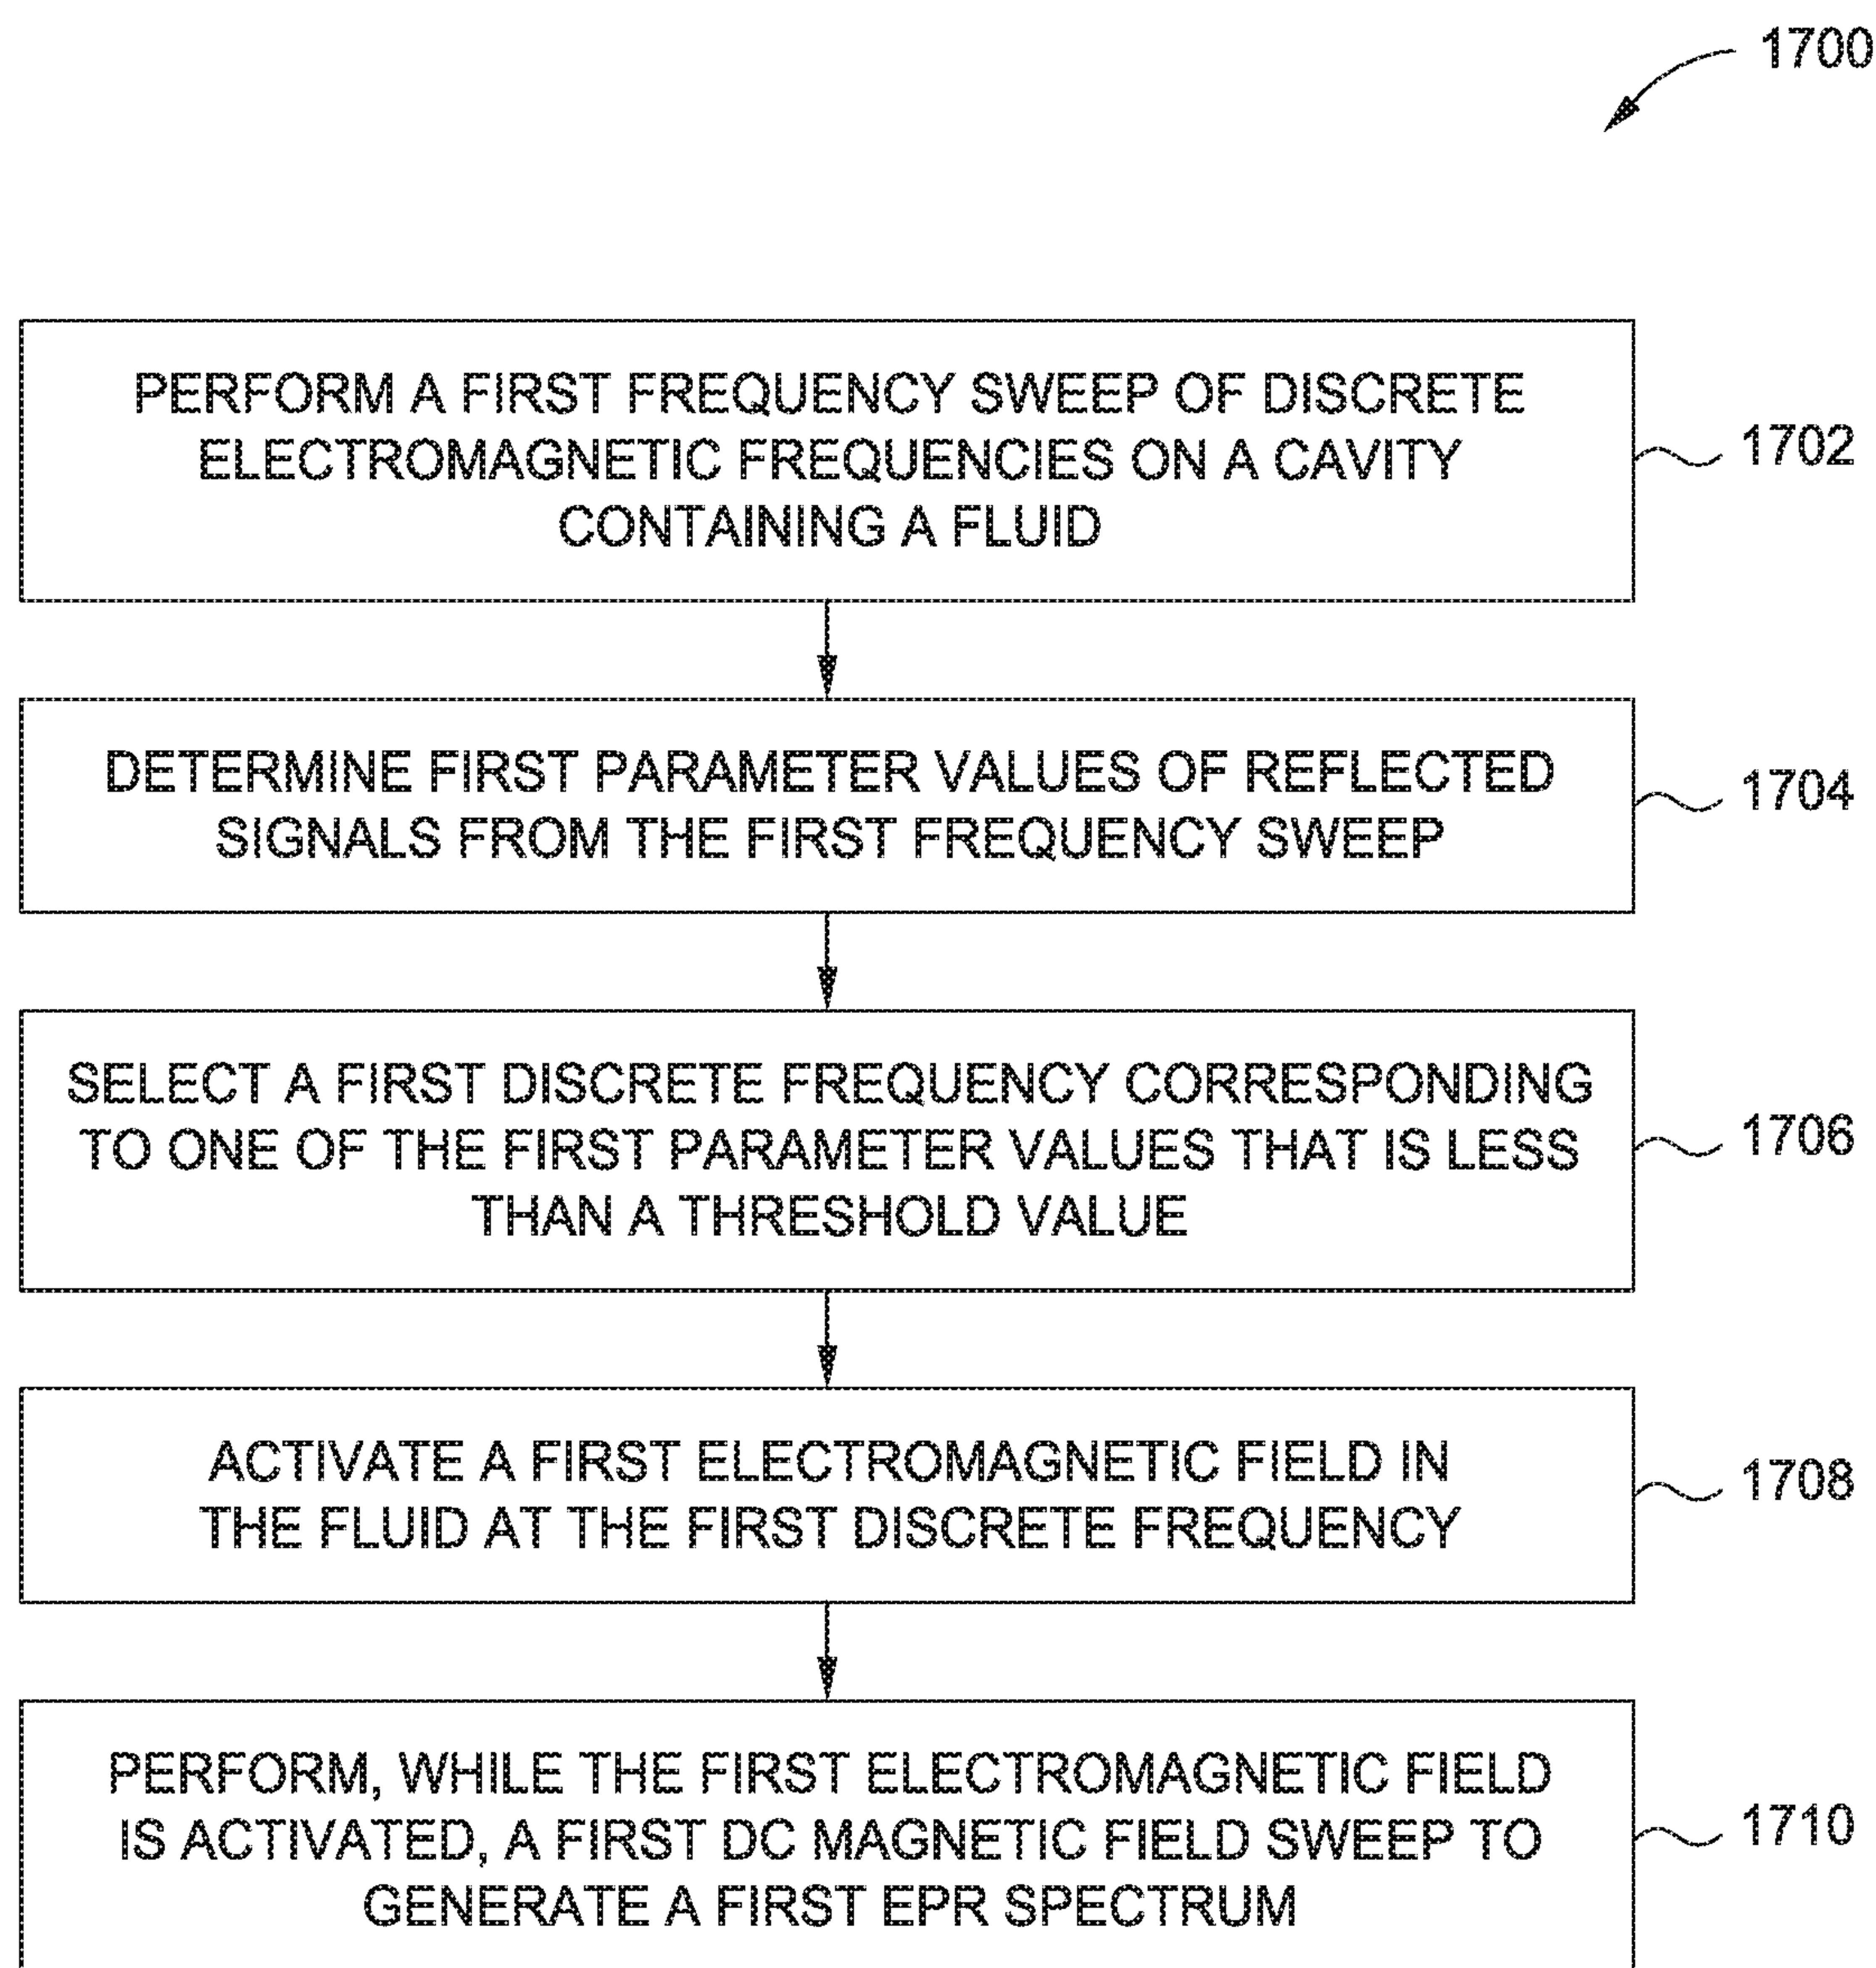 1700
PERFORM A FIRST FREQUENCY SWEEP OF DISCRETE
ELECTROMAGNETIC FREQUENCIES ON A CAVITY
CONTAINING A FLUID
1702
DETERMINE FIRST PARAMETER VALUES OF REFLECTED
SIGNALS FROM THE FIRST FREQUENCY SWEEP
1704
SELECT A FIRST DISCRETE FREQUENCY CORRESPONDING
TO ONE OF THE FIRST PARAMETER VALUES THAT IS LESS
THAN A THRESHOLD VALUE
1706
ACTIVATE A FIRST ELECTROMAGNETIC FIELD IN
THE FLUID AT THE FIRST DISCRETE FREQUENCY
1708
PERFORM, WHILE THE FIRST ELECTROMAGNETIC FIELD
IS ACTIVATED, A FIRST DC MAGNETIC FIELD SWEEP TO
GENERATE A FIRST EPR SPECTRUM
1710